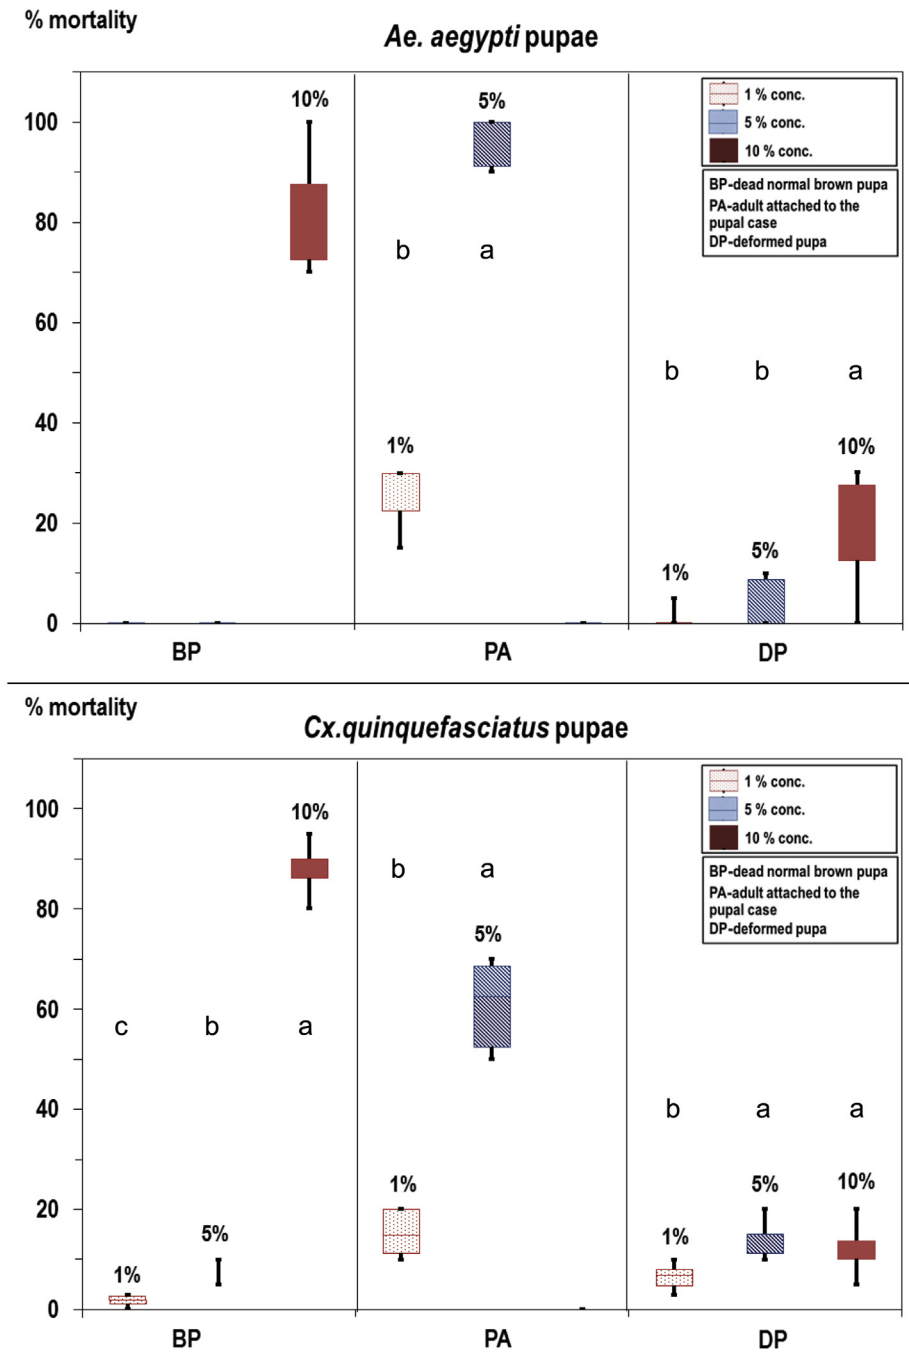 % mortality
Ae. aegypti pupae
10%
5%
1 % conc.
5 % conc.
10 % conc.
BP-dead normal brown pupa
PA-adult attached to the
pupal case
DP-deformed pupa
100
80
60
40
20
0
b
a
b
b
a
1%
10%
1%
5%
BP
PA
DP
% mortality
Cx.quinquefasciatus pupae
1 % conc.
5 % conc.
10 % conc.
BP-dead normal brown pupa
PA-adult attached to the
pupal case
DP-deformed pupa
100
80
60
40
20
0
10%
b
a
5%
c
b
a
b
a
a
1%
5%
10%
5%
1%
1%
BP
PA
DP